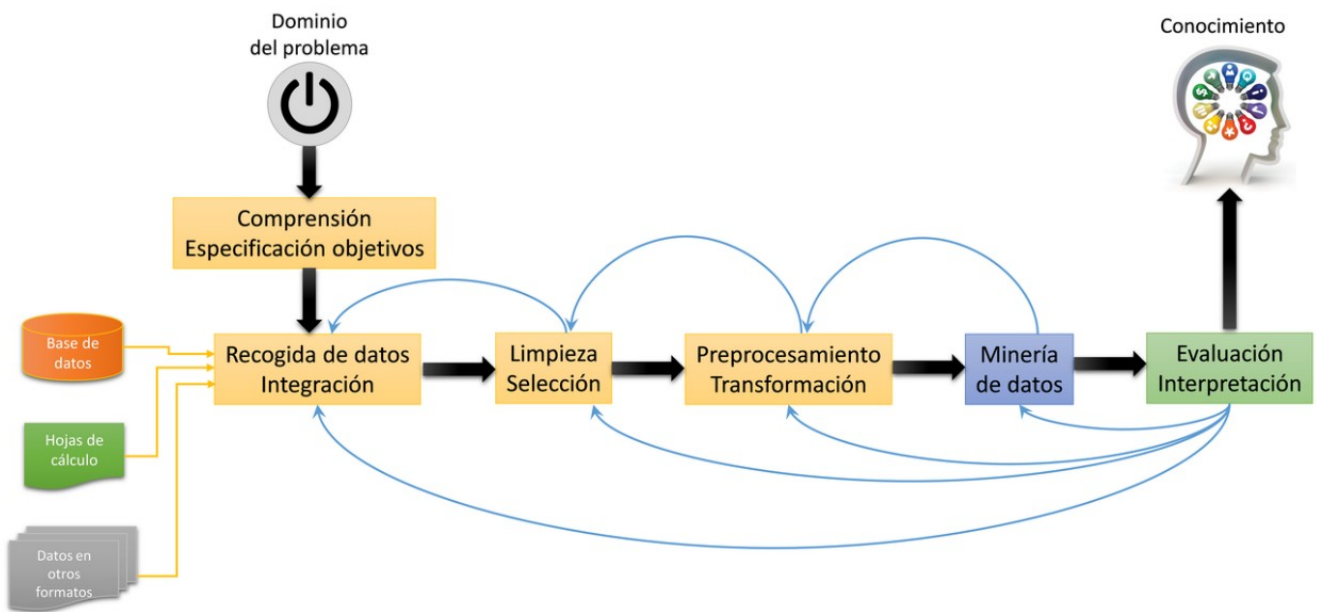 Dominio
del problema
Conocimiento
Comprensión
Especificación objetivos
Base de
datos
Recogida de datos
Integración
Limpieza
Selección
Preprocesamiento
Transformación
Minería
de datos
Evaluación
Interpretación
Hojas de
cálculo
Datos en
otros
formatos